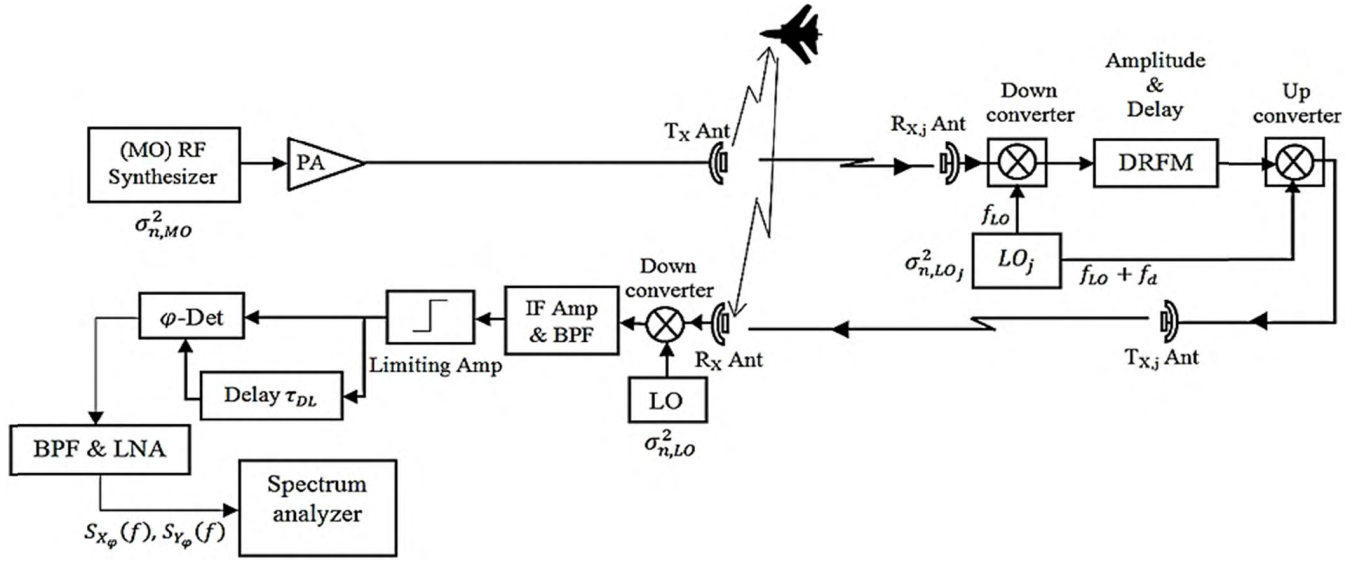 Amplitude
&
Delay
Down
converter
Up
converter
T_X Ant
R_{X,j} Ant
(MO) RF
Synthesizer
PA
DRFM
σ²_{n,MO}
f_{LO}
σ²_{n,LO_j}
LO_j
f_{LO} + f_d
Down
converter
φ-Det
IF Amp
& BPF
Limiting Amp
R_X Ant
T_{X,j} Ant
Delay τ_{DL}
LO
σ²_{n,LO}
BPF & LNA
Spectrum
analyzer
S_{X_φ}(f), S_{Y_φ}(f)